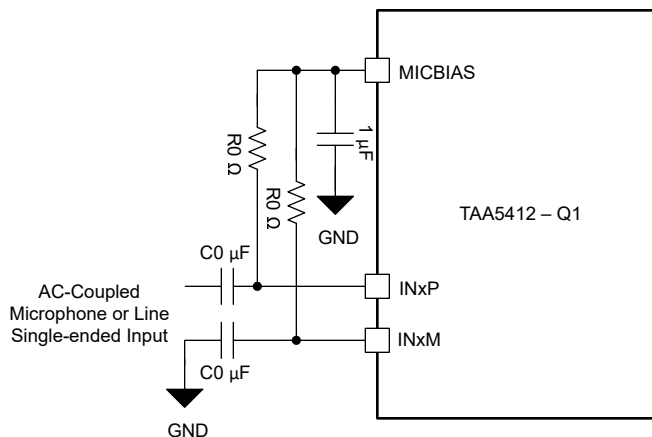 MICBIAS
R0 Ω
R0 Ω
1 µF
GND
TAA5412 – Q1
C0 µF
AC-Coupled
Microphone or Line
Single-ended Input
INxP
INxM
C0 µF
GND